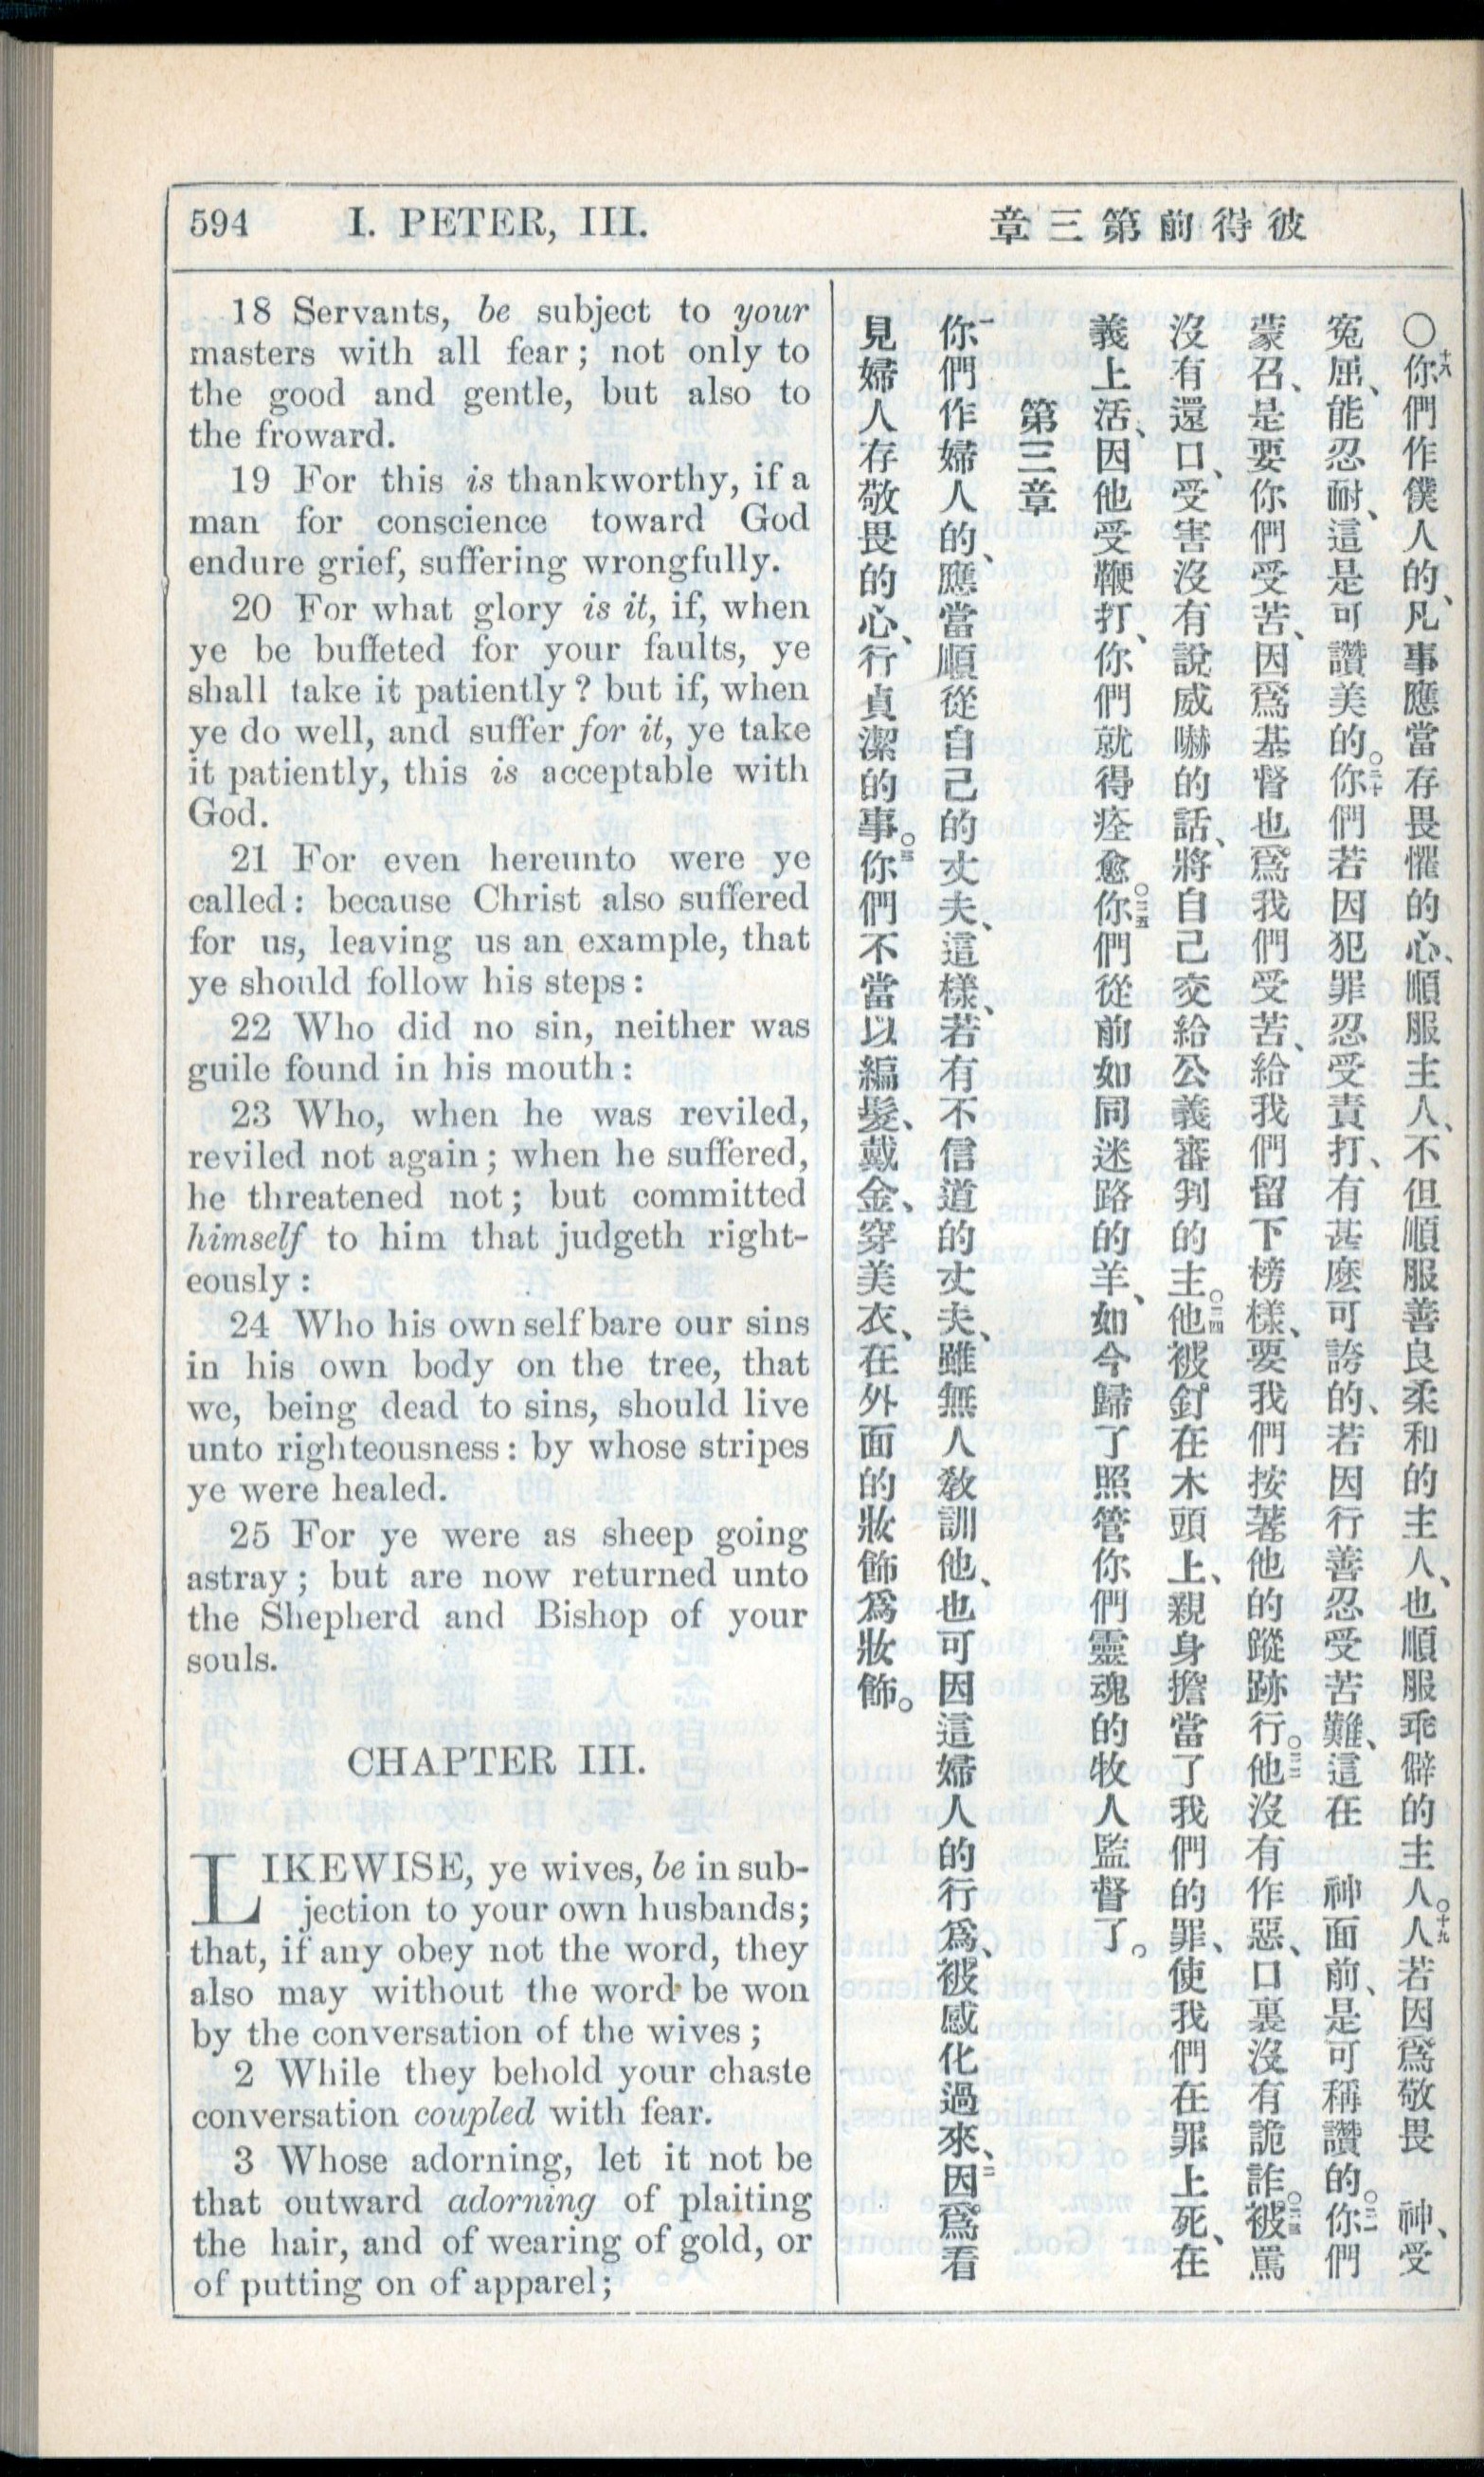 594 I. PETER, III. 章三第前得彼
18 Servants, be subject to your
masters with all fear; not only to
the good and gentle, but also to
the froward.
19 For this is thankworthy, if a
man for conscience toward God
endure grief, suffering wrongfully.
20 For what glory is it, if, when
ye be buffeted for your faults, ye
shall take it patiently? but if, when
ye do well, and suffer for it, ye take
it patiently, this is acceptable with
God.
21 For even hereunto were ye
called: because Christ also suffered
for us, leaving us an example, that
ye should follow his steps:
22 Who did no sin, neither was
guile found in his mouth:
23 Who, when he was reviled,
reviled not again; when he suffered,
he threatened not; but committed
himself to him that judgeth right-
eously:
24 Who his own self bare our sins
in his own body on the tree, that
we, being dead to sins, should live
unto righteousness: by whose stripes
ye were healed.
25 For ye were as sheep going
astray; but are now returned unto
the Shepherd and Bishop of your
souls.
CHAPTER III.
LIKEWISE, ye wives, be in sub-
jection to your own husbands;
that, if any obey not the word, they
also may without the word be won
by the conversation of the wives;
2 While they behold your chaste
conversation coupled with fear.
3 Whose adorning, let it not be
that outward adorning of plaiting
the hair, and of wearing of gold, or
of putting on of apparel;
〇十八你們作僕人的、凡事應當存畏懼的心、順服主人、不但順服善良柔和的主人、也順服乖僻的主人。十九人若因爲敬畏 神、受
冤屈、能忍耐、這是可讚美的。二十你們若因犯罪忍受責打、有甚麽可誇的、若因行善忍受苦難、這在 神面前、是可稱讚的。二一你們
蒙召、是要你們受苦、因爲基督也爲我們受苦、給我們留下榜樣、要我們按著他的蹤跡行。二二他沒有作惡、口裏沒有詭詐。二三被罵
沒有還口、受害沒有說威嚇的話、將自己交給公義審判的主。二四他被釘在木頭上、親身擔當了我們的罪、使我們在罪上死、在
義上活、因他受鞭打、你們就得痊愈。二五你們從前如同迷路的羊、如今歸了照管你們靈魂的牧人監督了。
第三章
一你們作婦人的、應當順從自己的丈夫、這樣、若有不信道的丈夫、雖無人教訓他、也可因這婦人的行爲、被感化過來、二因爲看
見婦人存敬畏的心、行貞潔的事。三你們不當以編髮、戴金、穿美衣、在外面的妝飾爲妝飾。